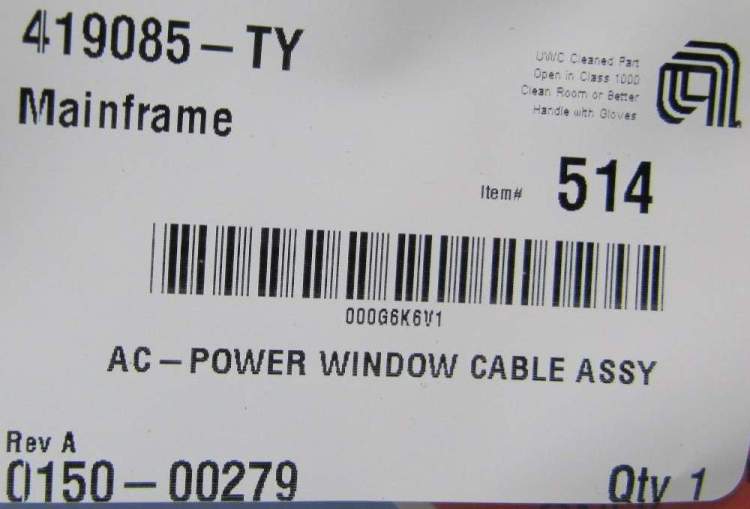 419085-TY
Mainframe
UWC Cleaned Part
Open in Class 1000
Clean Room or Better
Handle with Gloves
Item# 514
000G6K6V1
AC-POWER WINDOW CABLE ASSY
Rev A
0150-00279
Qty 1